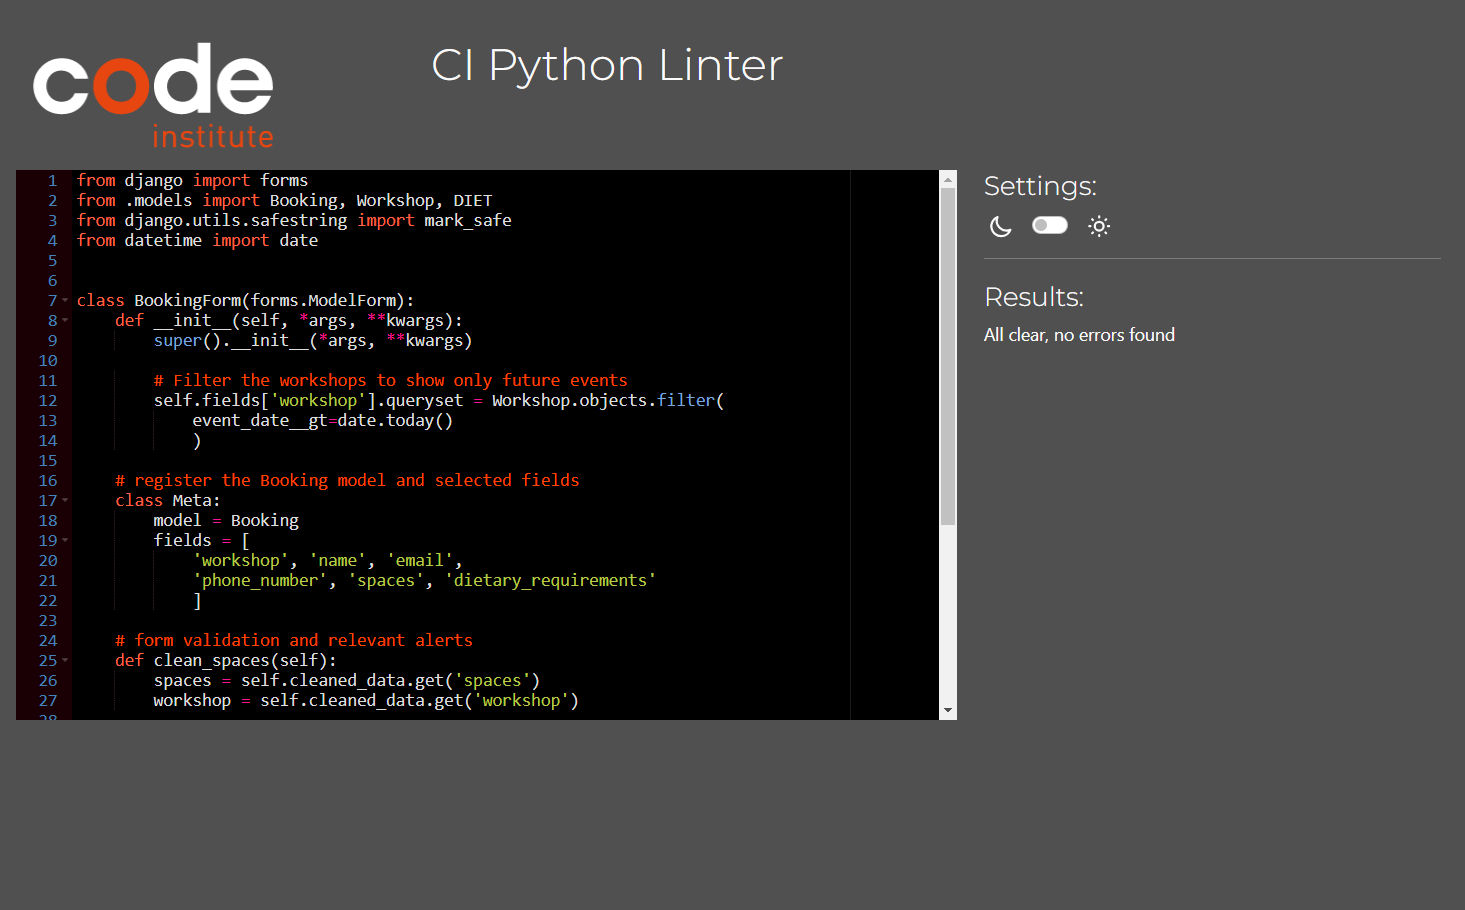 code
institute
CI Python Linter
1 from django import forms
2 from .models import Booking, Workshop, DIET
3 from django.utils.safestring import mark_safe
4 from datetime import date
5
6
7 class BookingForm(forms.ModelForm):
8     def __init__(self, *args, **kwargs):
9         super().__init__(*args, **kwargs)
10
11         # Filter the workshops to show only future events
12         self.fields['workshop'].queryset = Workshop.objects.filter(
13             event_date__gt=date.today()
14             )
15
16     # register the Booking model and selected fields
17     class Meta:
18         model = Booking
19         fields = [
20             'workshop', 'name', 'email',
21             'phone_number', 'spaces', 'dietary_requirements'
22             ]
23
24     # form validation and relevant alerts
25     def clean_spaces(self):
26         spaces = self.cleaned_data.get('spaces')
27         workshop = self.cleaned_data.get('workshop')
28
Settings:
Results:
All clear, no errors found